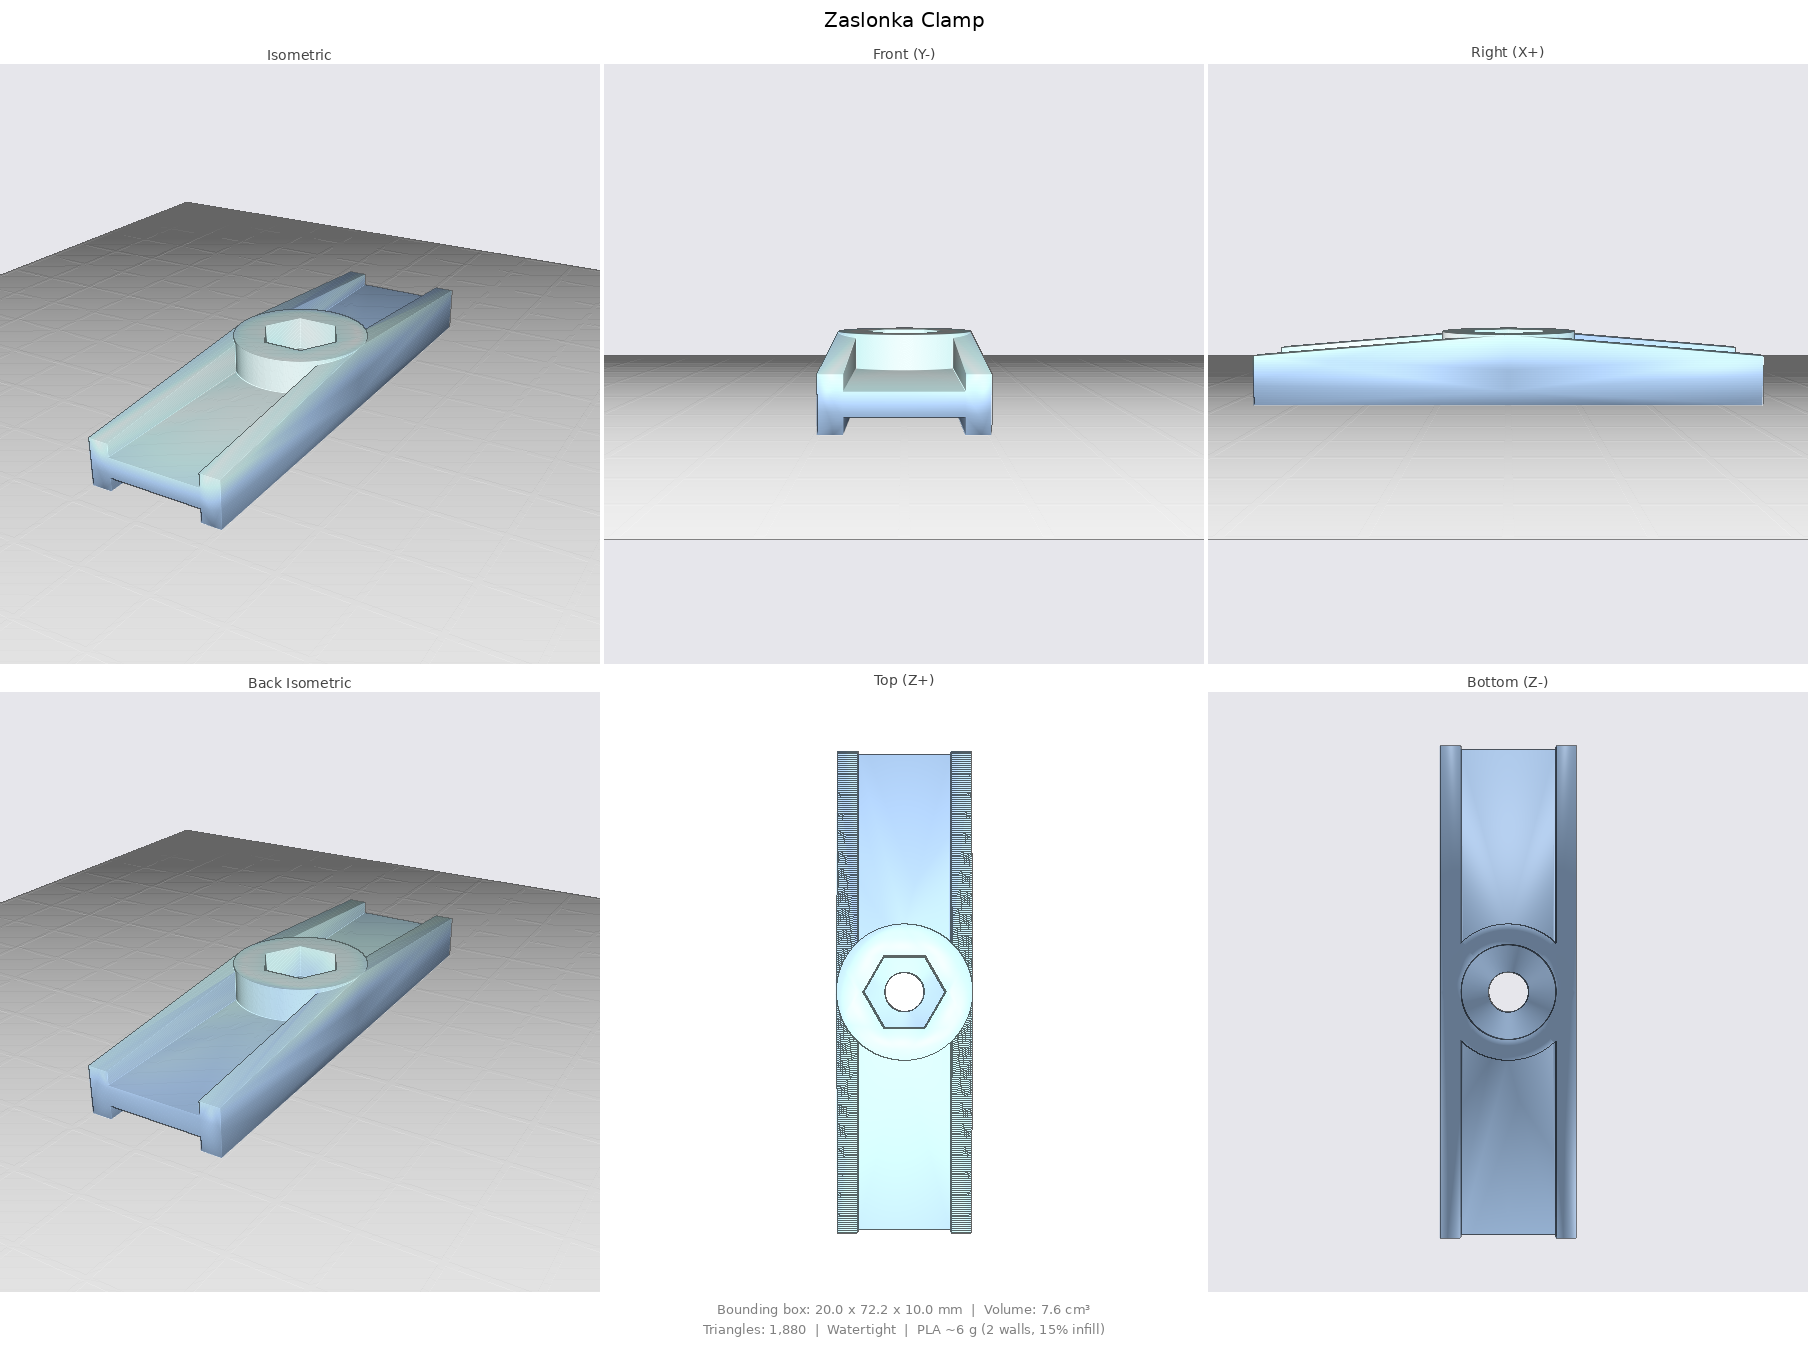 Zaslonka Clamp
Isometric
Front (Y-)
Right (X+)
Back Isometric
Top (Z+)
Bottom (Z-)
Bounding box: 20.0 x 72.2 x 10.0 mm  |  Volume: 7.6 cm³
Triangles: 1,880  |  Watertight  |  PLA ~6 g (2 walls, 15% infill)